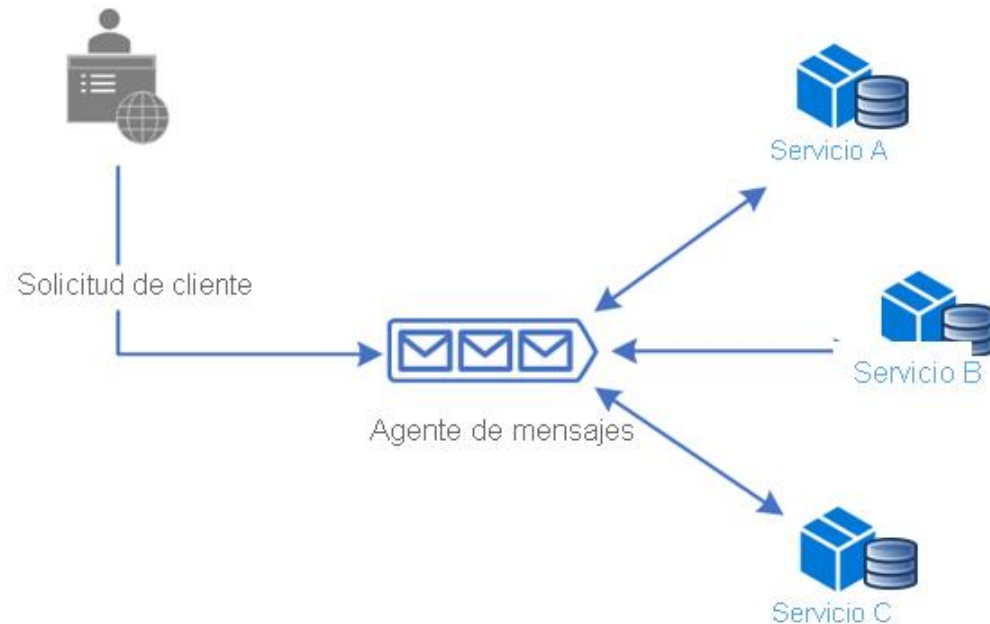 Servicio A
Solicitud de cliente
Servicio B
Agente de mensajes
Servicio C